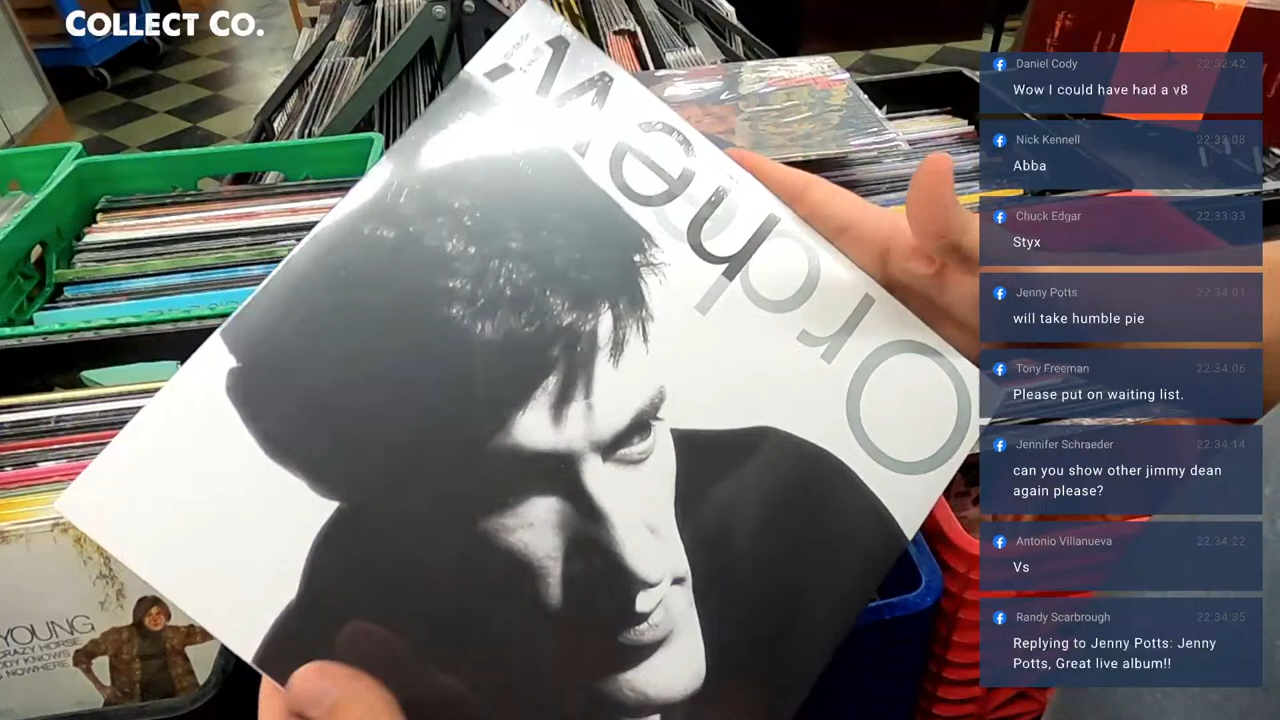 COLLECT CO.
New Order
YOUNG
CRAZY HORSE
DY KNOWS
S NOWHERE
Daniel Cody 22:32:42
Wow I could have had a v8
Nick Kennell 22:33:08
Abba
Chuck Edgar 22:33:33
Styx
Jenny Potts 22:34:01
will take humble pie
Tony Freeman 22:34:06
Please put on waiting list.
Jennifer Schraeder 22:34:14
can you show other jimmy dean
again please?
Antonio Villanueva 22:34:22
Vs
Randy Scarbrough 22:34:35
Replying to Jenny Potts: Jenny
Potts, Great live album!!